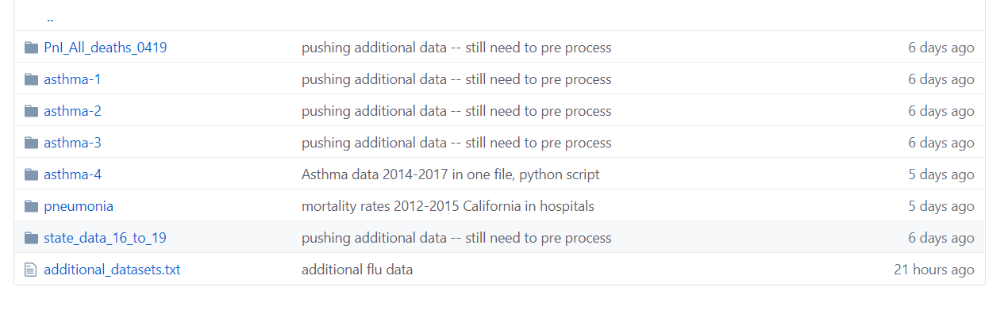 ..
PnI_All_deaths_0419 pushing additional data -- still need to pre process 6 days ago
asthma-1 pushing additional data -- still need to pre process 6 days ago
asthma-2 pushing additional data -- still need to pre process 6 days ago
asthma-3 pushing additional data -- still need to pre process 6 days ago
asthma-4 Asthma data 2014-2017 in one file, python script 5 days ago
pneumonia mortality rates 2012-2015 California in hospitals 5 days ago
state_data_16_to_19 pushing additional data -- still need to pre process 6 days ago
additional_datasets.txt additional flu data 21 hours ago